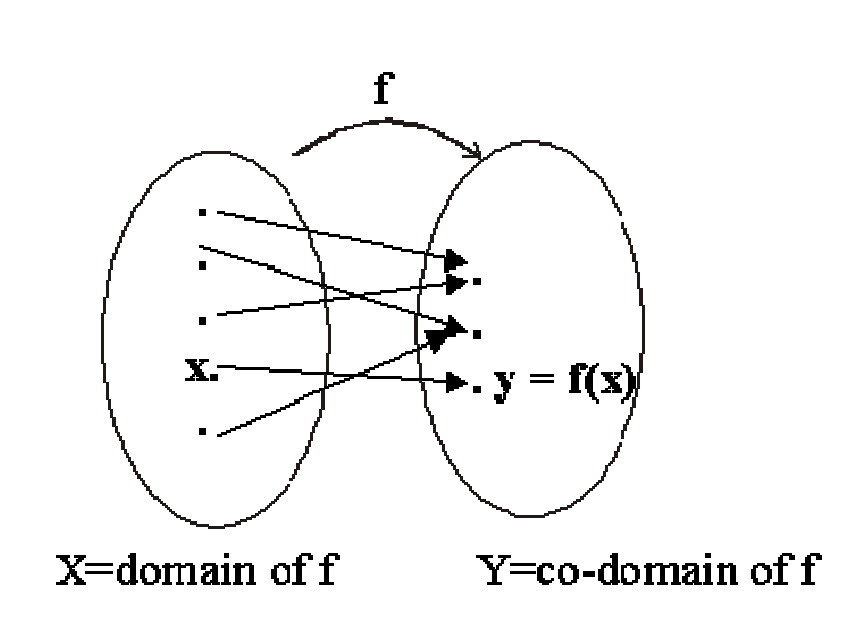 f
x.
y = f(x)
X=domain of f
Y=co-domain of f